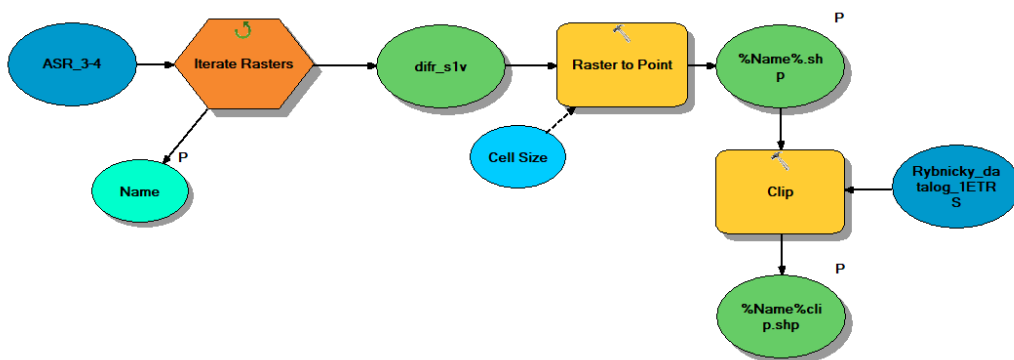 P
ASR_3-4
Iterate Rasters
difr_s1v
Raster to Point
%Name%.sh
p
Cell Size
P
Name
Clip
Rybnicky_da
talog_1ETR
S
P
%Name%cli
p.shp